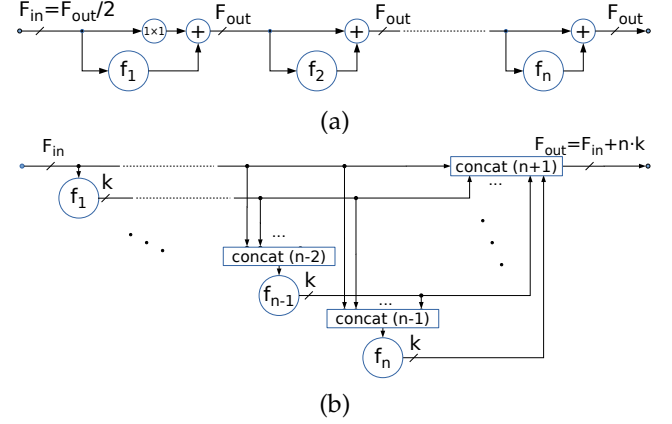 F_in=F_out/2 F_out F_out F_out
1×1 + + +
f_1 f_2 f_n
(a)
F_in F_out=F_in+n·k
concat (n+1)
...
f_1 k
...
concat (n-2)
f_n-1 k
...
concat (n-1)
f_n k
(b)